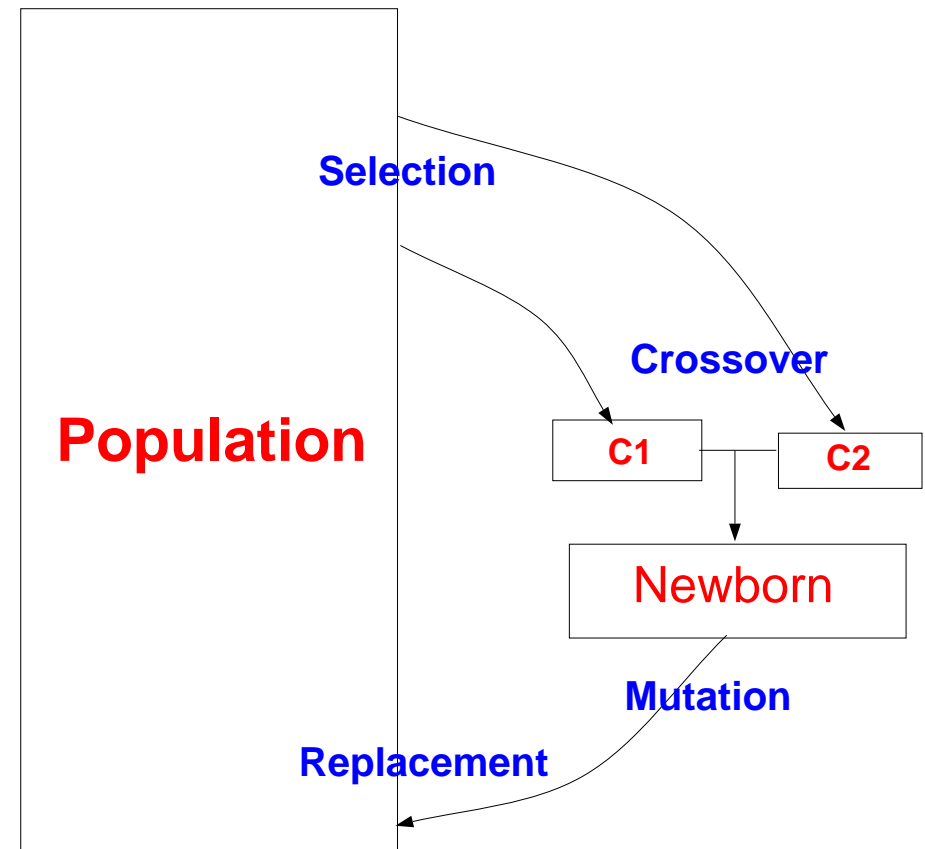 Selection
Crossover
Population
C1
C2
Newborn
Mutation
Replacement